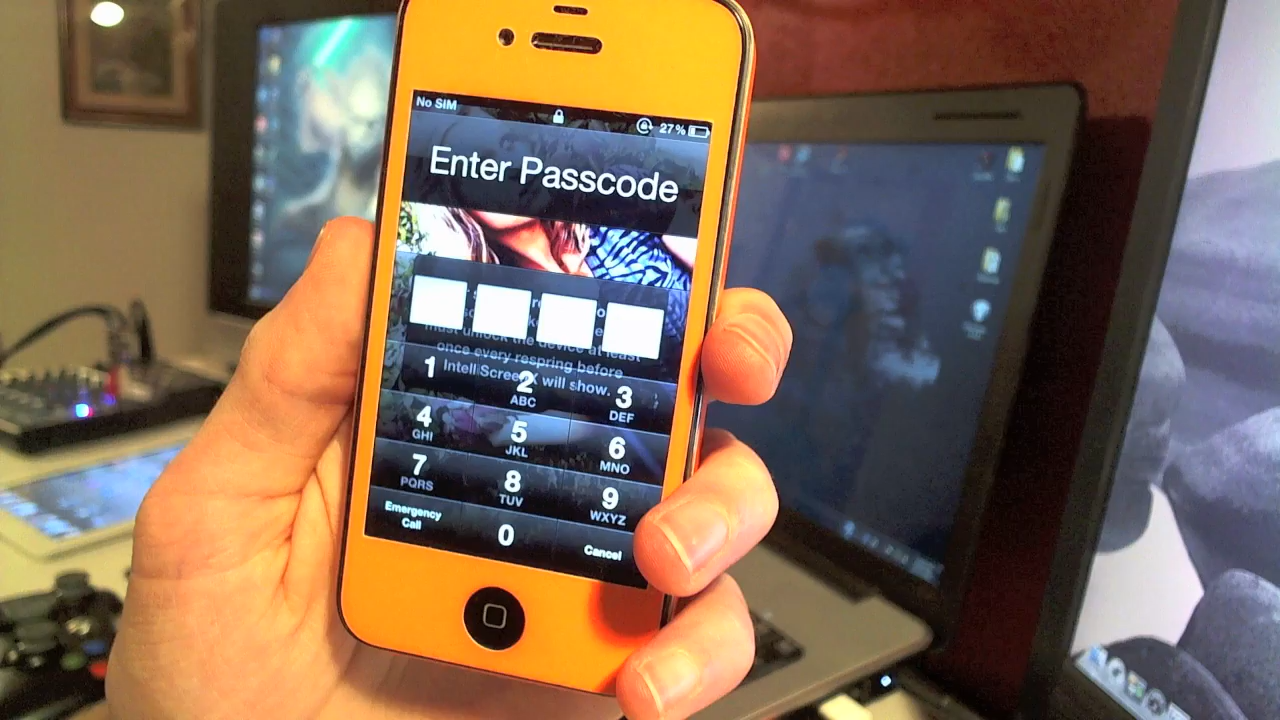 No SIM 27%
Enter Passcode
must unlock the device at least
once every respring before
IntelliScreenX will show.
1
2 ABC
3 DEF
4 GHI
5 JKL
6 MNO
7 PQRS
8 TUV
9 WXYZ
Emergency
Call
0
Cancel